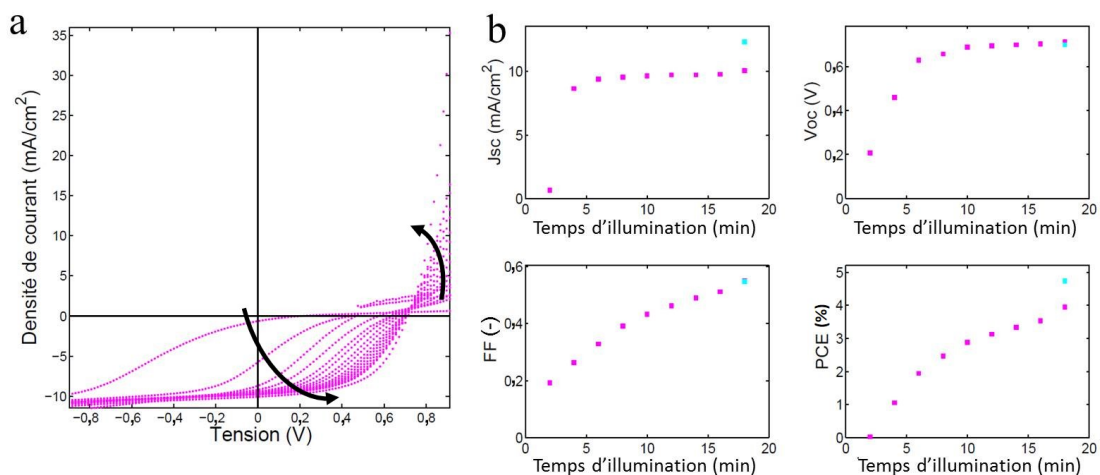 a
Densité de courant (mA/cm²)
35
30
25
20
15
10
5
0
−5
−10
−0,8 −0,6 −0,4 −0,2 0 0,2 0,4 0,6 0,8
Tension (V)
b
Jsc (mA/cm²)
10
5
0
0 5 10 15 20
Temps d'illumination (min)
Voc (V)
0,6
0,4
0,2
0
0 5 10 15 20
Temps d'illumination (min)
FF (-)
0,6
0,4
0,2
0
0 5 10 15 20
Temps d'illumination (min)
PCE (%)
5
4
3
2
1
0
0 5 10 15 20
Temps d'illumination (min)